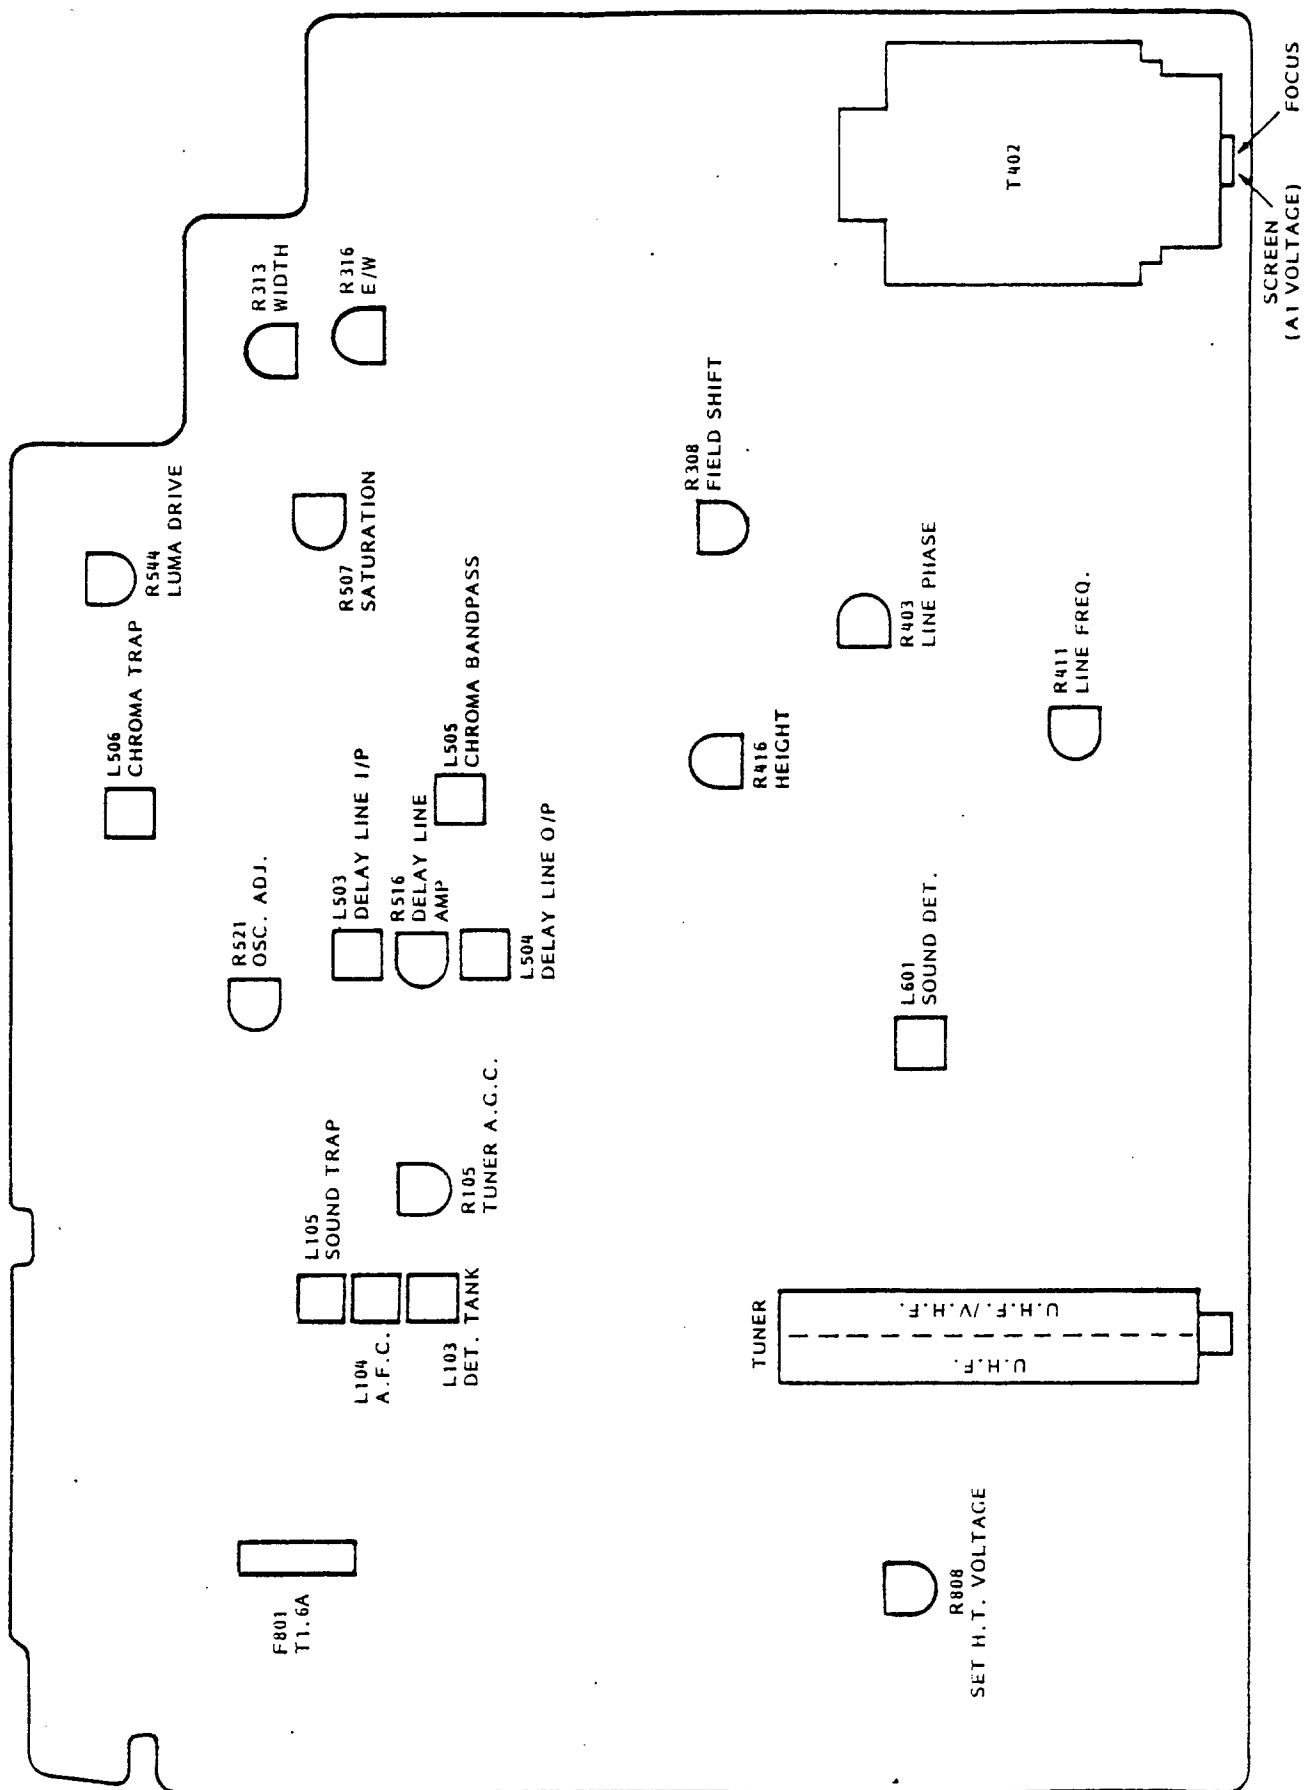 F801
T1.6A
L105
SOUND TRAP
L104
A.F.C.
L103
DET. TANK
R105
TUNER A.G.C.
R521
OSC. ADJ.
L503
DELAY LINE I/P
R516
DELAY LINE
AMP
L504
DELAY LINE O/P
L506
CHROMA TRAP
L505
CHROMA BANDPASS
R544
LUMA DRIVE
R507
SATURATION
R313
WIDTH
R316
E/W
R808
SET H.T. VOLTAGE
TUNER
U.H.F.
U.H.F./V.H.F.
L601
SOUND DET.
R416
HEIGHT
R308
FIELD SHIFT
R403
LINE PHASE
R411
LINE FREQ.
T402
SCREEN
(A1 VOLTAGE)
FOCUS